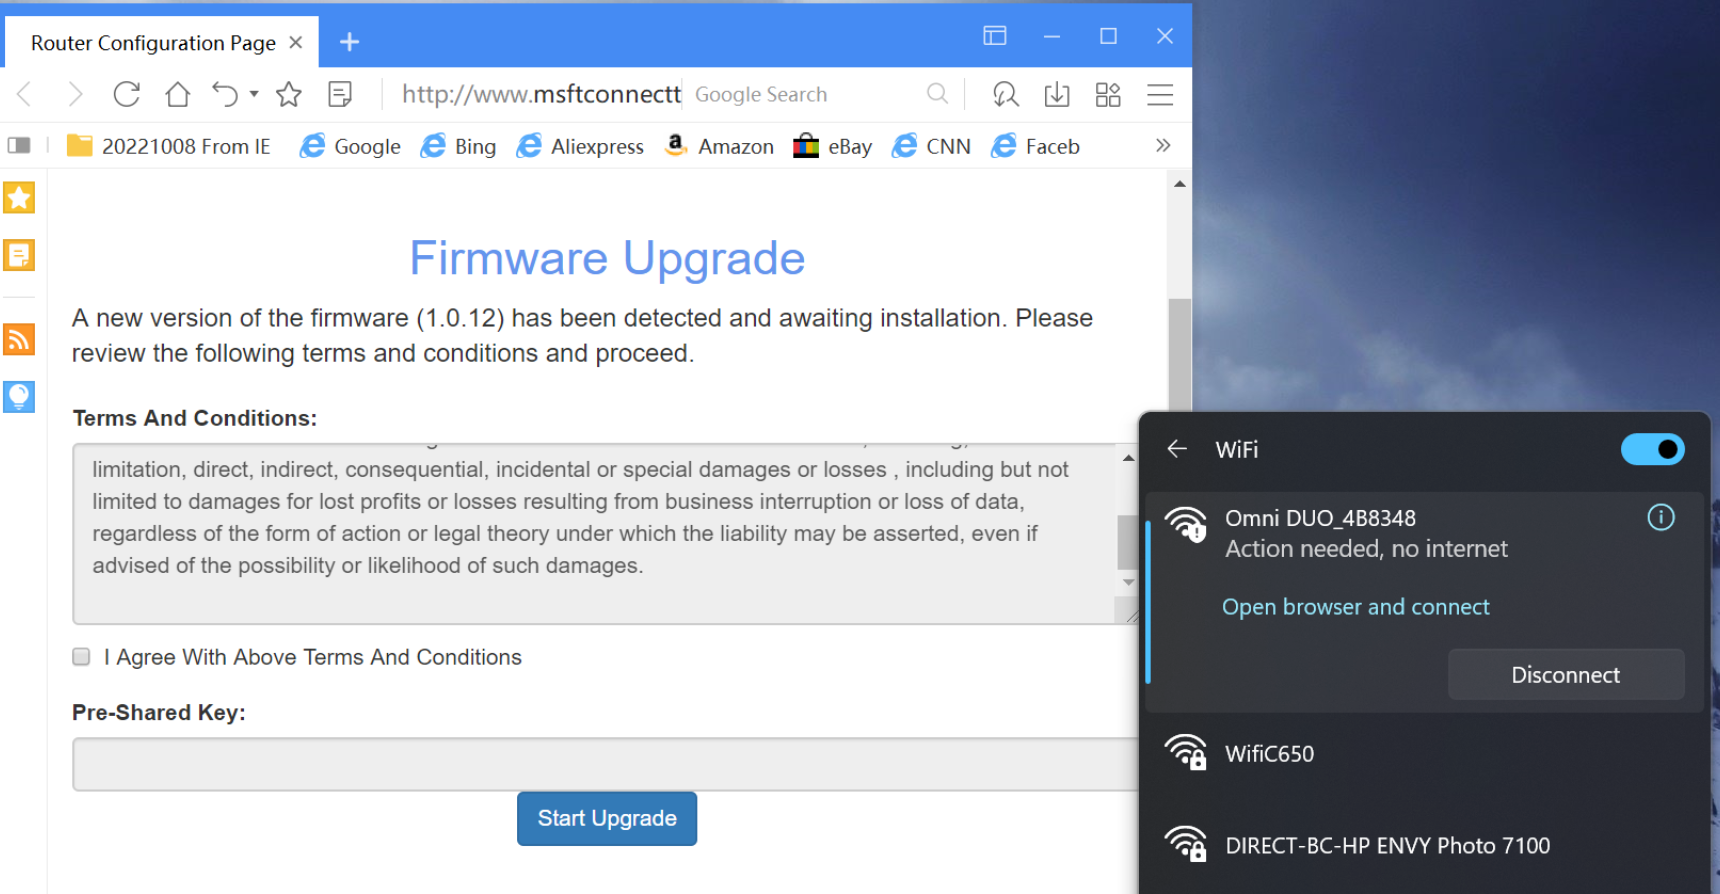 Router Configuration Page
http://www.msftconnectt
Google Search
20221008 From IE
Google
Bing
Aliexpress
Amazon
eBay
CNN
Faceb
Firmware Upgrade
A new version of the firmware (1.0.12) has been detected and awaiting installation. Please
review the following terms and conditions and proceed.
Terms And Conditions:
limitation, direct, indirect, consequential, incidental or special damages or losses , including but not
limited to damages for lost profits or losses resulting from business interruption or loss of data,
regardless of the form of action or legal theory under which the liability may be asserted, even if
advised of the possibility or likelihood of such damages.
I Agree With Above Terms And Conditions
Pre-Shared Key:
Start Upgrade
WiFi
Omni DUO_4B8348
Action needed, no internet
Open browser and connect
Disconnect
WifiC650
DIRECT-BC-HP ENVY Photo 7100